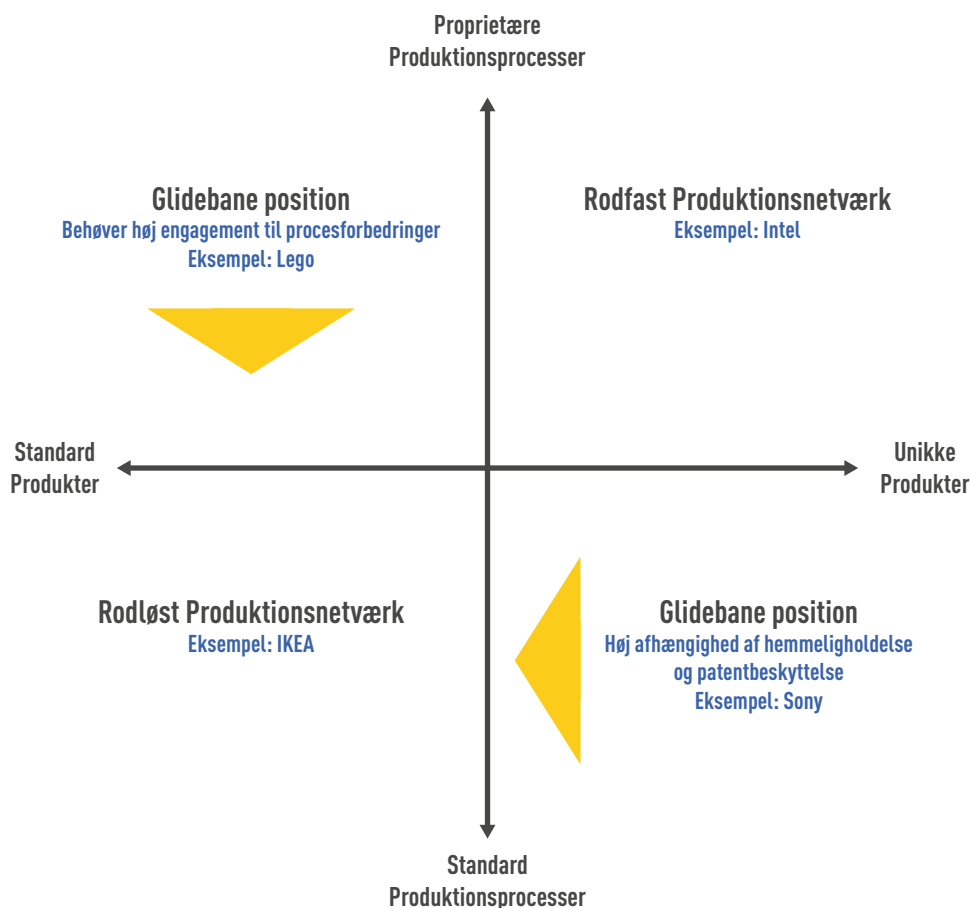 Proprietære
Produktionsprocesser
Glidebane position
Behøver høj engagement til procesforbedringer
Eksempel: Lego
Rodfast Produktionsnetværk
Eksempel: Intel
Standard
Produkter
Unikke
Produkter
Rodløst Produktionsnetværk
Eksempel: IKEA
Glidebane position
Høj afhængighed af hemmeligholdelse
og patentbeskyttelse
Eksempel: Sony
Standard
Produktionsprocesser